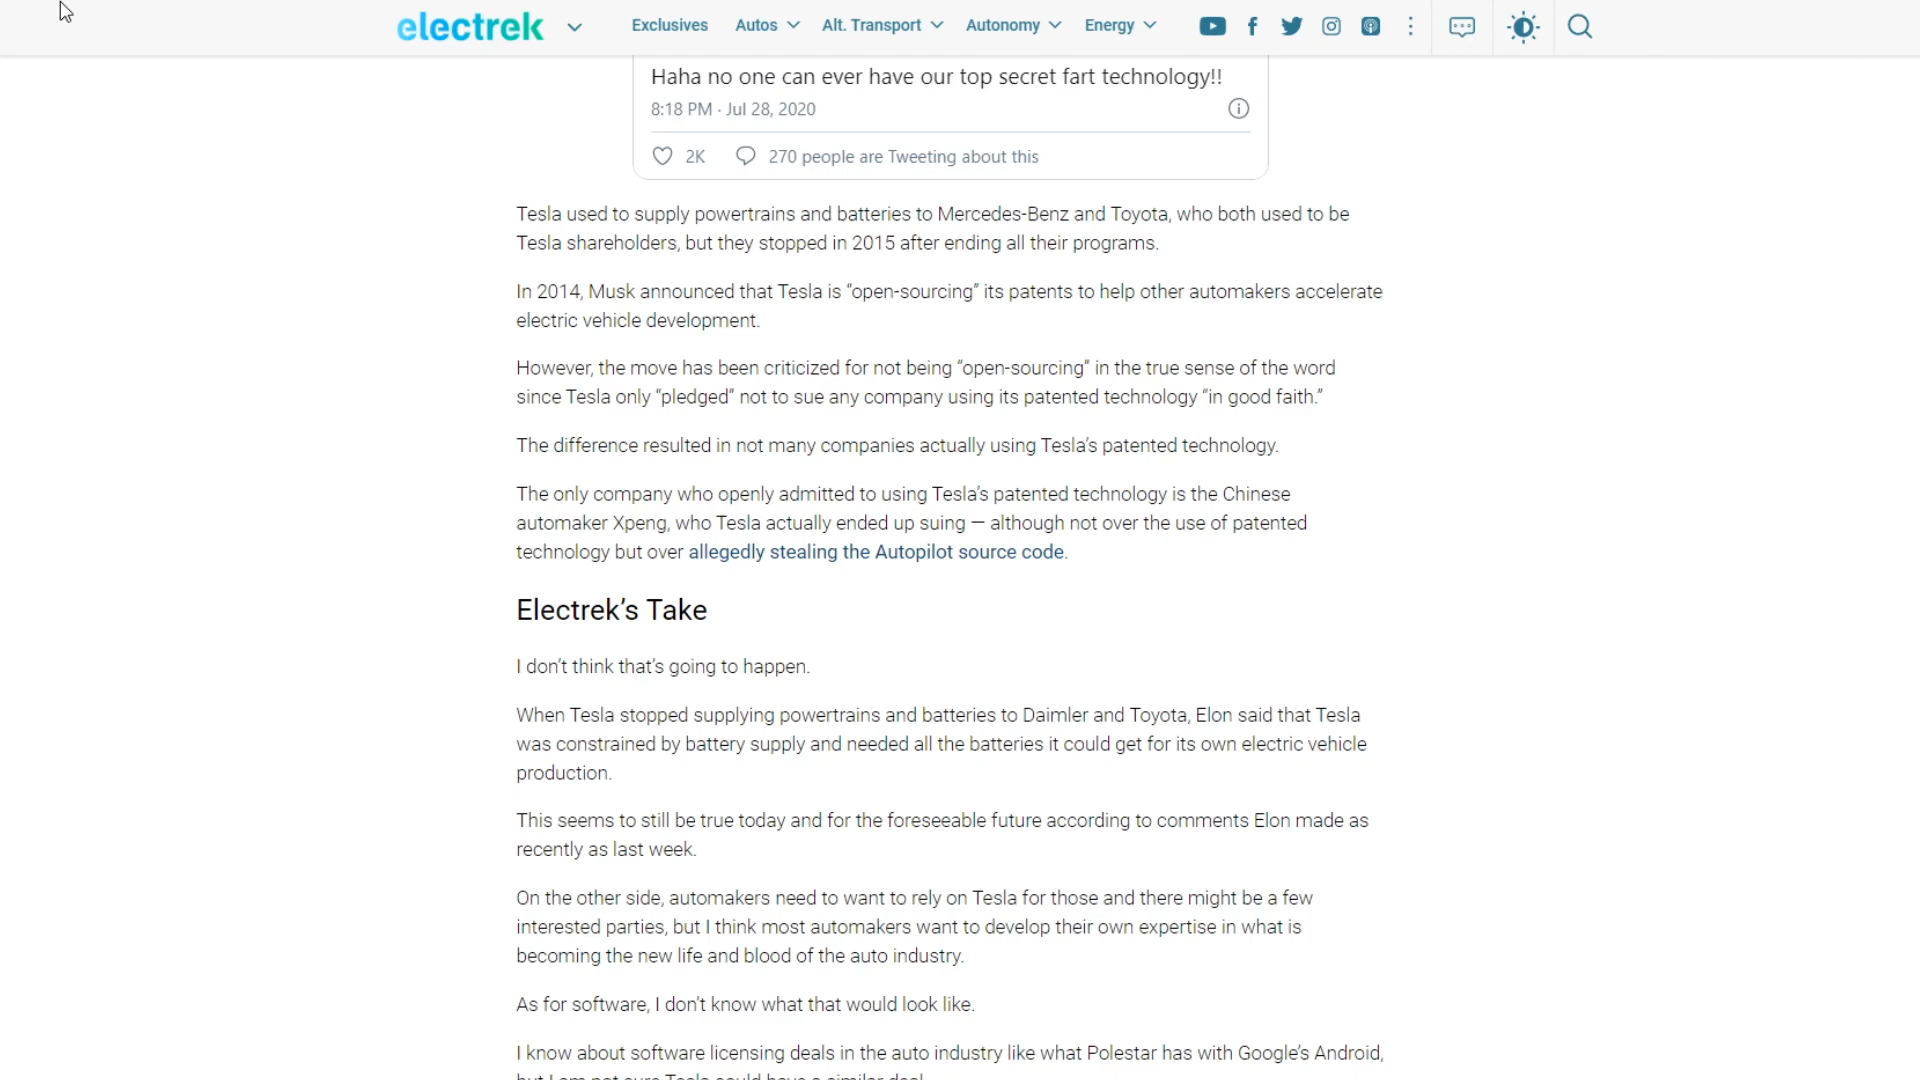 electrek Exclusives Autos Alt. Transport Autonomy Energy
Haha no one can ever have our top secret fart technology!!
8:18 PM · Jul 28, 2020
2K 270 people are Tweeting about this
Tesla used to supply powertrains and batteries to Mercedes-Benz and Toyota, who both used to be
Tesla shareholders, but they stopped in 2015 after ending all their programs.
In 2014, Musk announced that Tesla is “open-sourcing” its patents to help other automakers accelerate
electric vehicle development.
However, the move has been criticized for not being “open-sourcing” in the true sense of the word
since Tesla only “pledged” not to sue any company using its patented technology “in good faith.”
The difference resulted in not many companies actually using Tesla’s patented technology.
The only company who openly admitted to using Tesla’s patented technology is the Chinese
automaker Xpeng, who Tesla actually ended up suing — although not over the use of patented
technology but over allegedly stealing the Autopilot source code.
Electrek’s Take
I don’t think that’s going to happen.
When Tesla stopped supplying powertrains and batteries to Daimler and Toyota, Elon said that Tesla
was constrained by battery supply and needed all the batteries it could get for its own electric vehicle
production.
This seems to still be true today and for the foreseeable future according to comments Elon made as
recently as last week.
On the other side, automakers need to want to rely on Tesla for those and there might be a few
interested parties, but I think most automakers want to develop their own expertise in what is
becoming the new life and blood of the auto industry.
As for software, I don’t know what that would look like.
I know about software licensing deals in the auto industry like what Polestar has with Google’s Android,
but I am not sure Tesla could have a similar deal.